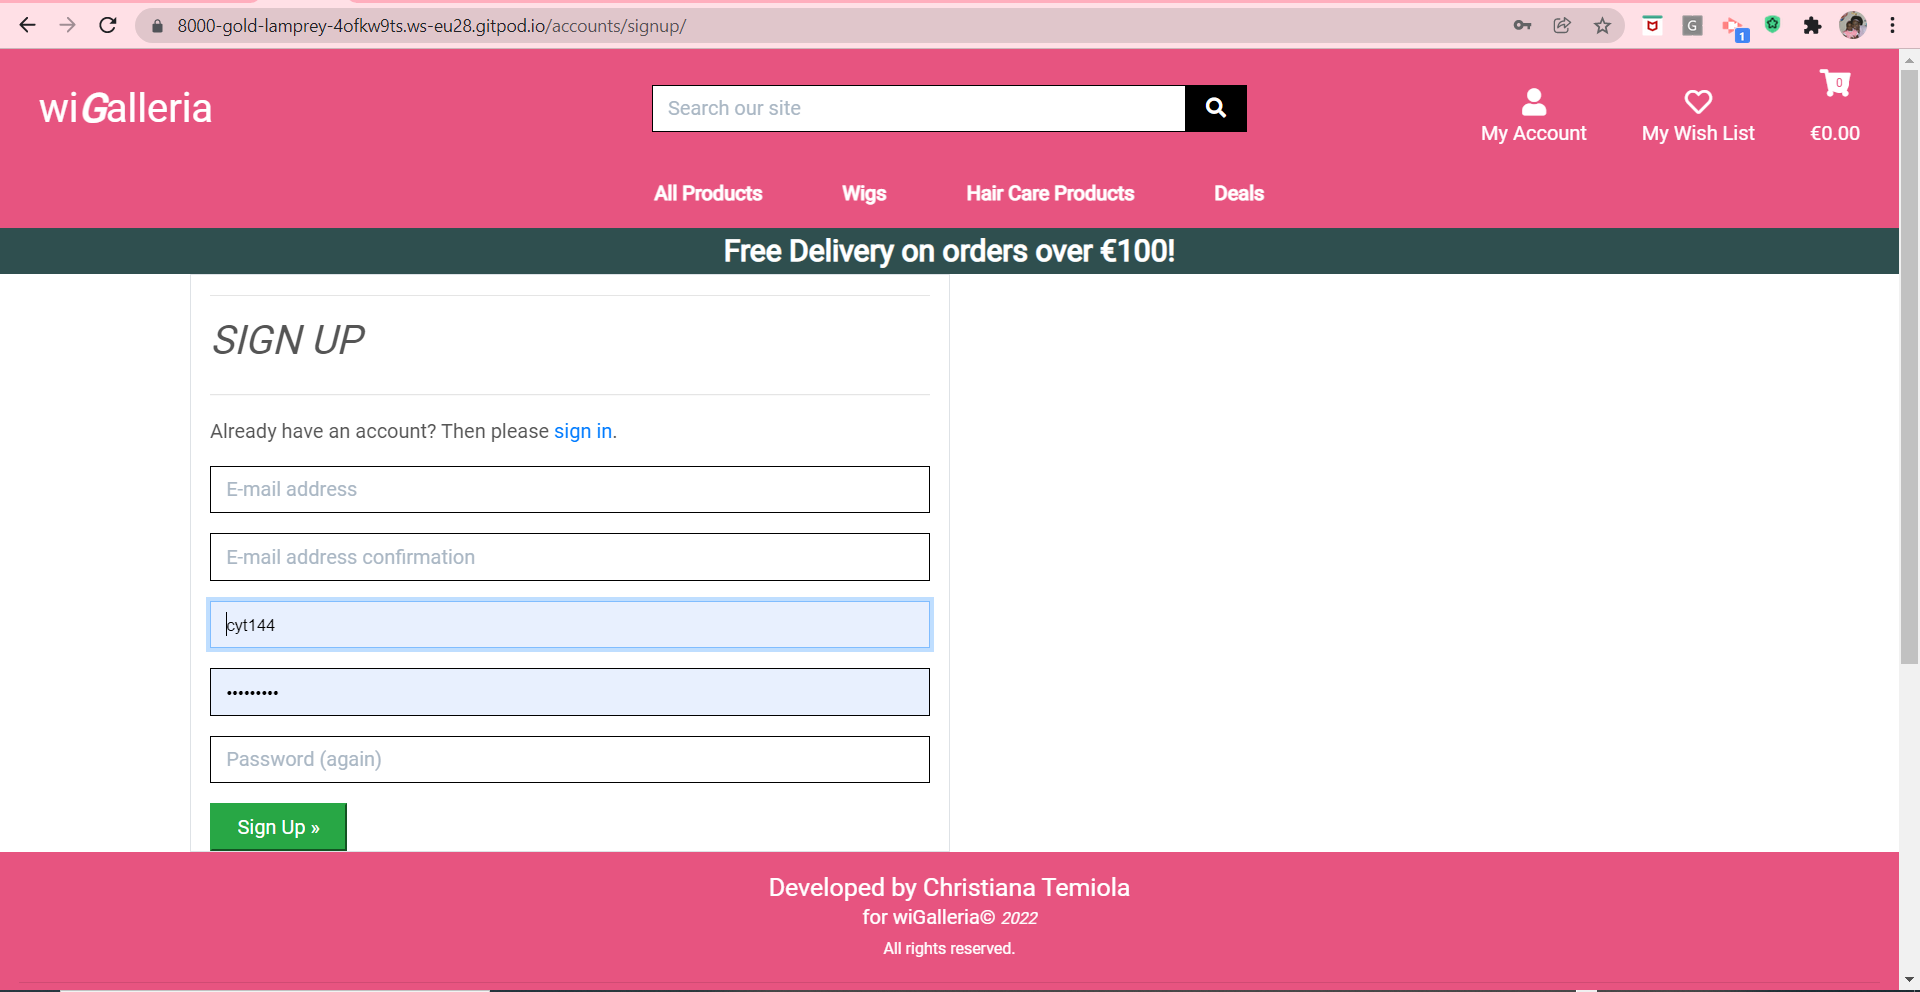 8000-gold-lamprey-4ofkw9ts.ws-eu28.gitpod.io/accounts/signup/
G
1
wiGalleria
Search our site
My Account
My Wish List
0
€0.00
All Products
Wigs
Hair Care Products
Deals
Free Delivery on orders over €100!
SIGN UP
Already have an account? Then please sign in.
E-mail address
E-mail address confirmation
cyt144
•••••••••
Password (again)
Sign Up »
Developed by Christiana Temiola
for wiGalleria© 2022
All rights reserved.